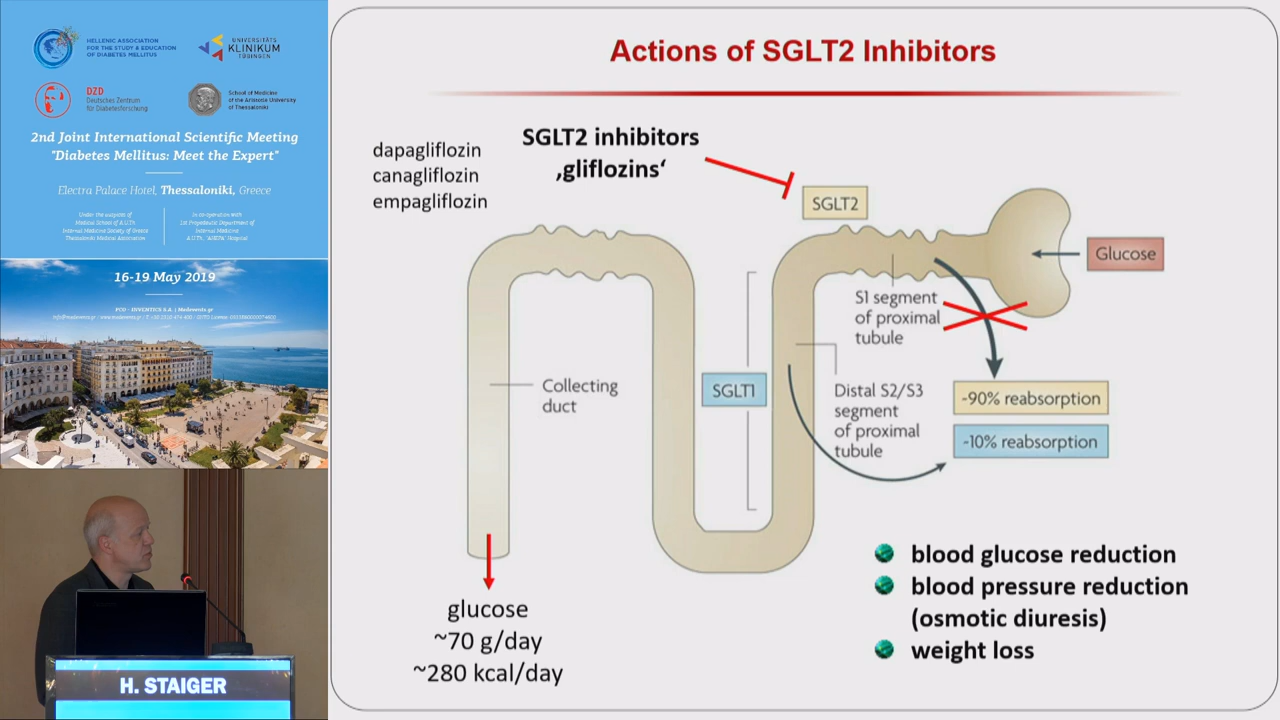 HELLENIC ASSOCIATION
FOR THE STUDY & EDUCATION
OF DIABETES MELLITUS
UNIVERSITÄTS
KLINIKUM
TÜBINGEN
DZD
Deutsches Zentrum
für Diabetesforschung
School of Medicine
of the Aristotle University
of Thessaloniki
2nd Joint International Scientific Meeting
"Diabetes Mellitus: Meet the Expert"
Electra Palace Hotel, Thessaloniki, Greece
Under the auspices of
Medical School of A.U.Th
Internal Medicine Society of Greece
Thessaloniki Medical Association
In co-operation with
1st Propedeutic Department of
Internal Medicine
A.U.Th, "AHEPA" Hospital
16-19 May 2019
PCO - INVENTICS S.A. | Medevents.gr
H. STAIGER
Actions of SGLT2 Inhibitors
dapagliflozin
canagliflozin
empagliflozin
SGLT2 inhibitors
‚gliflozins‘
SGLT2
Glucose
S1 segment
of proximal
tubule
Collecting
duct
SGLT1
Distal S2/S3
segment
of proximal
tubule
-90% reabsorption
-10% reabsorption
glucose
~70 g/day
~280 kcal/day
blood glucose reduction
blood pressure reduction
(osmotic diuresis)
weight loss